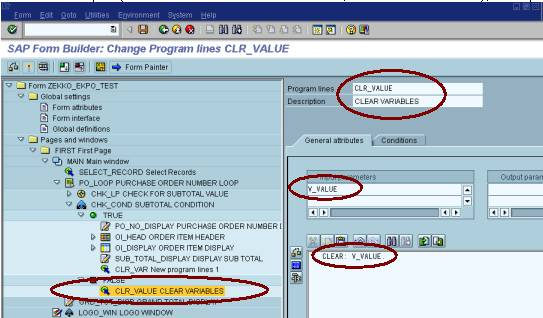 Form Edit Goto Utilities Environment System Help
SAP Form Builder: Change Program lines CLR_VALUE
Form Painter
Form ZEKKO_EKPO_TEST
Global settings
Form attributes
Form interface
Global definitions
Pages and windows
FIRST First Page
MAIN Main window
SELECT_RECORD Select Records
PO_LOOP PURCHASE ORDER NUMBER LOOP
CHK_LP CHECK FOR SUBTOTAL VALUE
CHK_COND SUBTOTAL CONDITION
TRUE
PO_NO_DISPLAY PURCHASE ORDER NUMBER
OI_HEAD ORDER ITEM HEADER
OI_DISPLAY ORDER ITEM DISPLAY
SUB_TOTAL_DISPLAY DISPLAY SUB TOTAL
CLR_VAR New program lines 1
FALSE
CLR_VALUE CLEAR VARIABLES
LOGO_WIN LOGO WINDOW
Program lines CLR_VALUE
Description CLEAR VARIABLES
General attributes Conditions
Input parameters Output param
V_VALUE
CLEAR: V_VALUE.